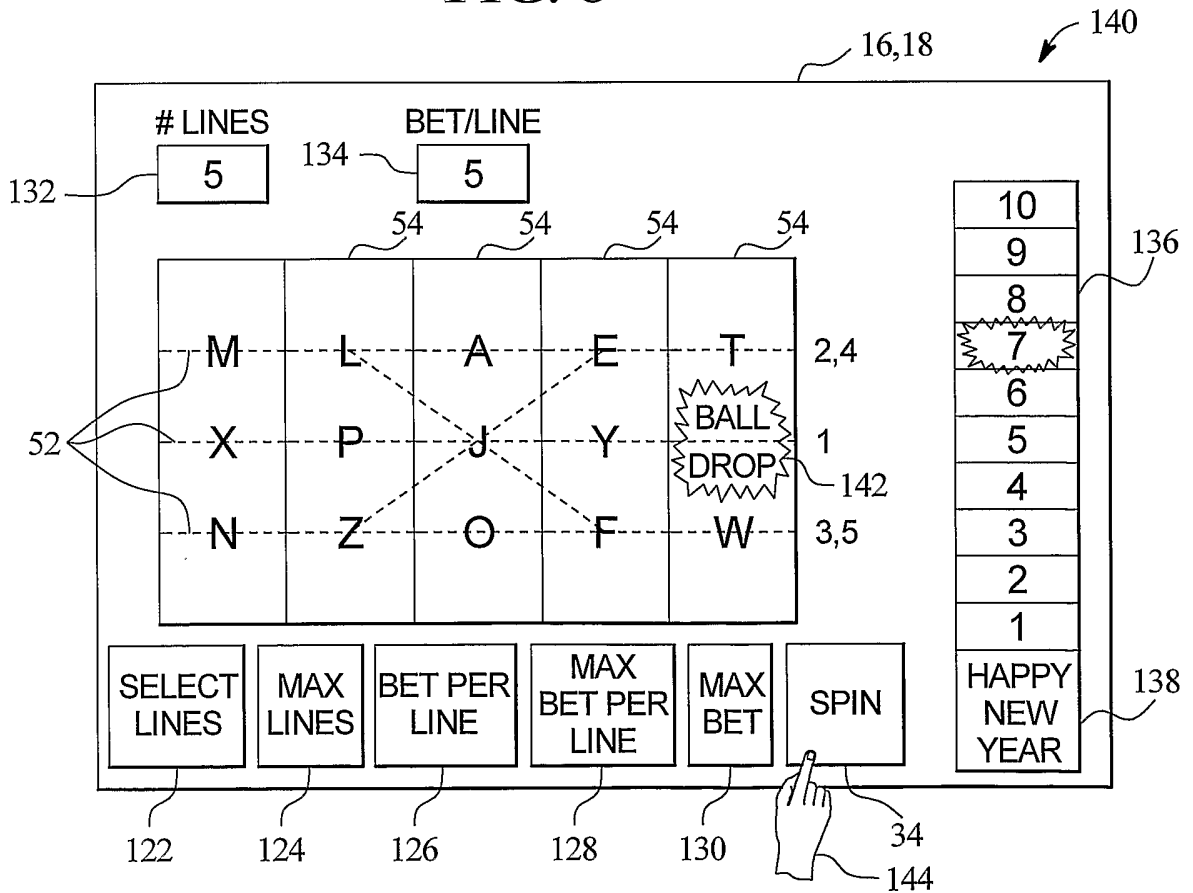 140
16,18
# LINES
BET/LINE
132
5
134
5
54
54
54
54
10
9
136
8
7
6
5
4
3
2
1
M L A E T 2,4
BALL
52 X P J Y 1
DROP
142
N Z O F W 3,5
SELECT
LINES
MAX
LINES
BET PER
LINE
MAX
BET PER
LINE
MAX
BET
SPIN
HAPPY
NEW
YEAR
138
122
124
126
128
130
34
144